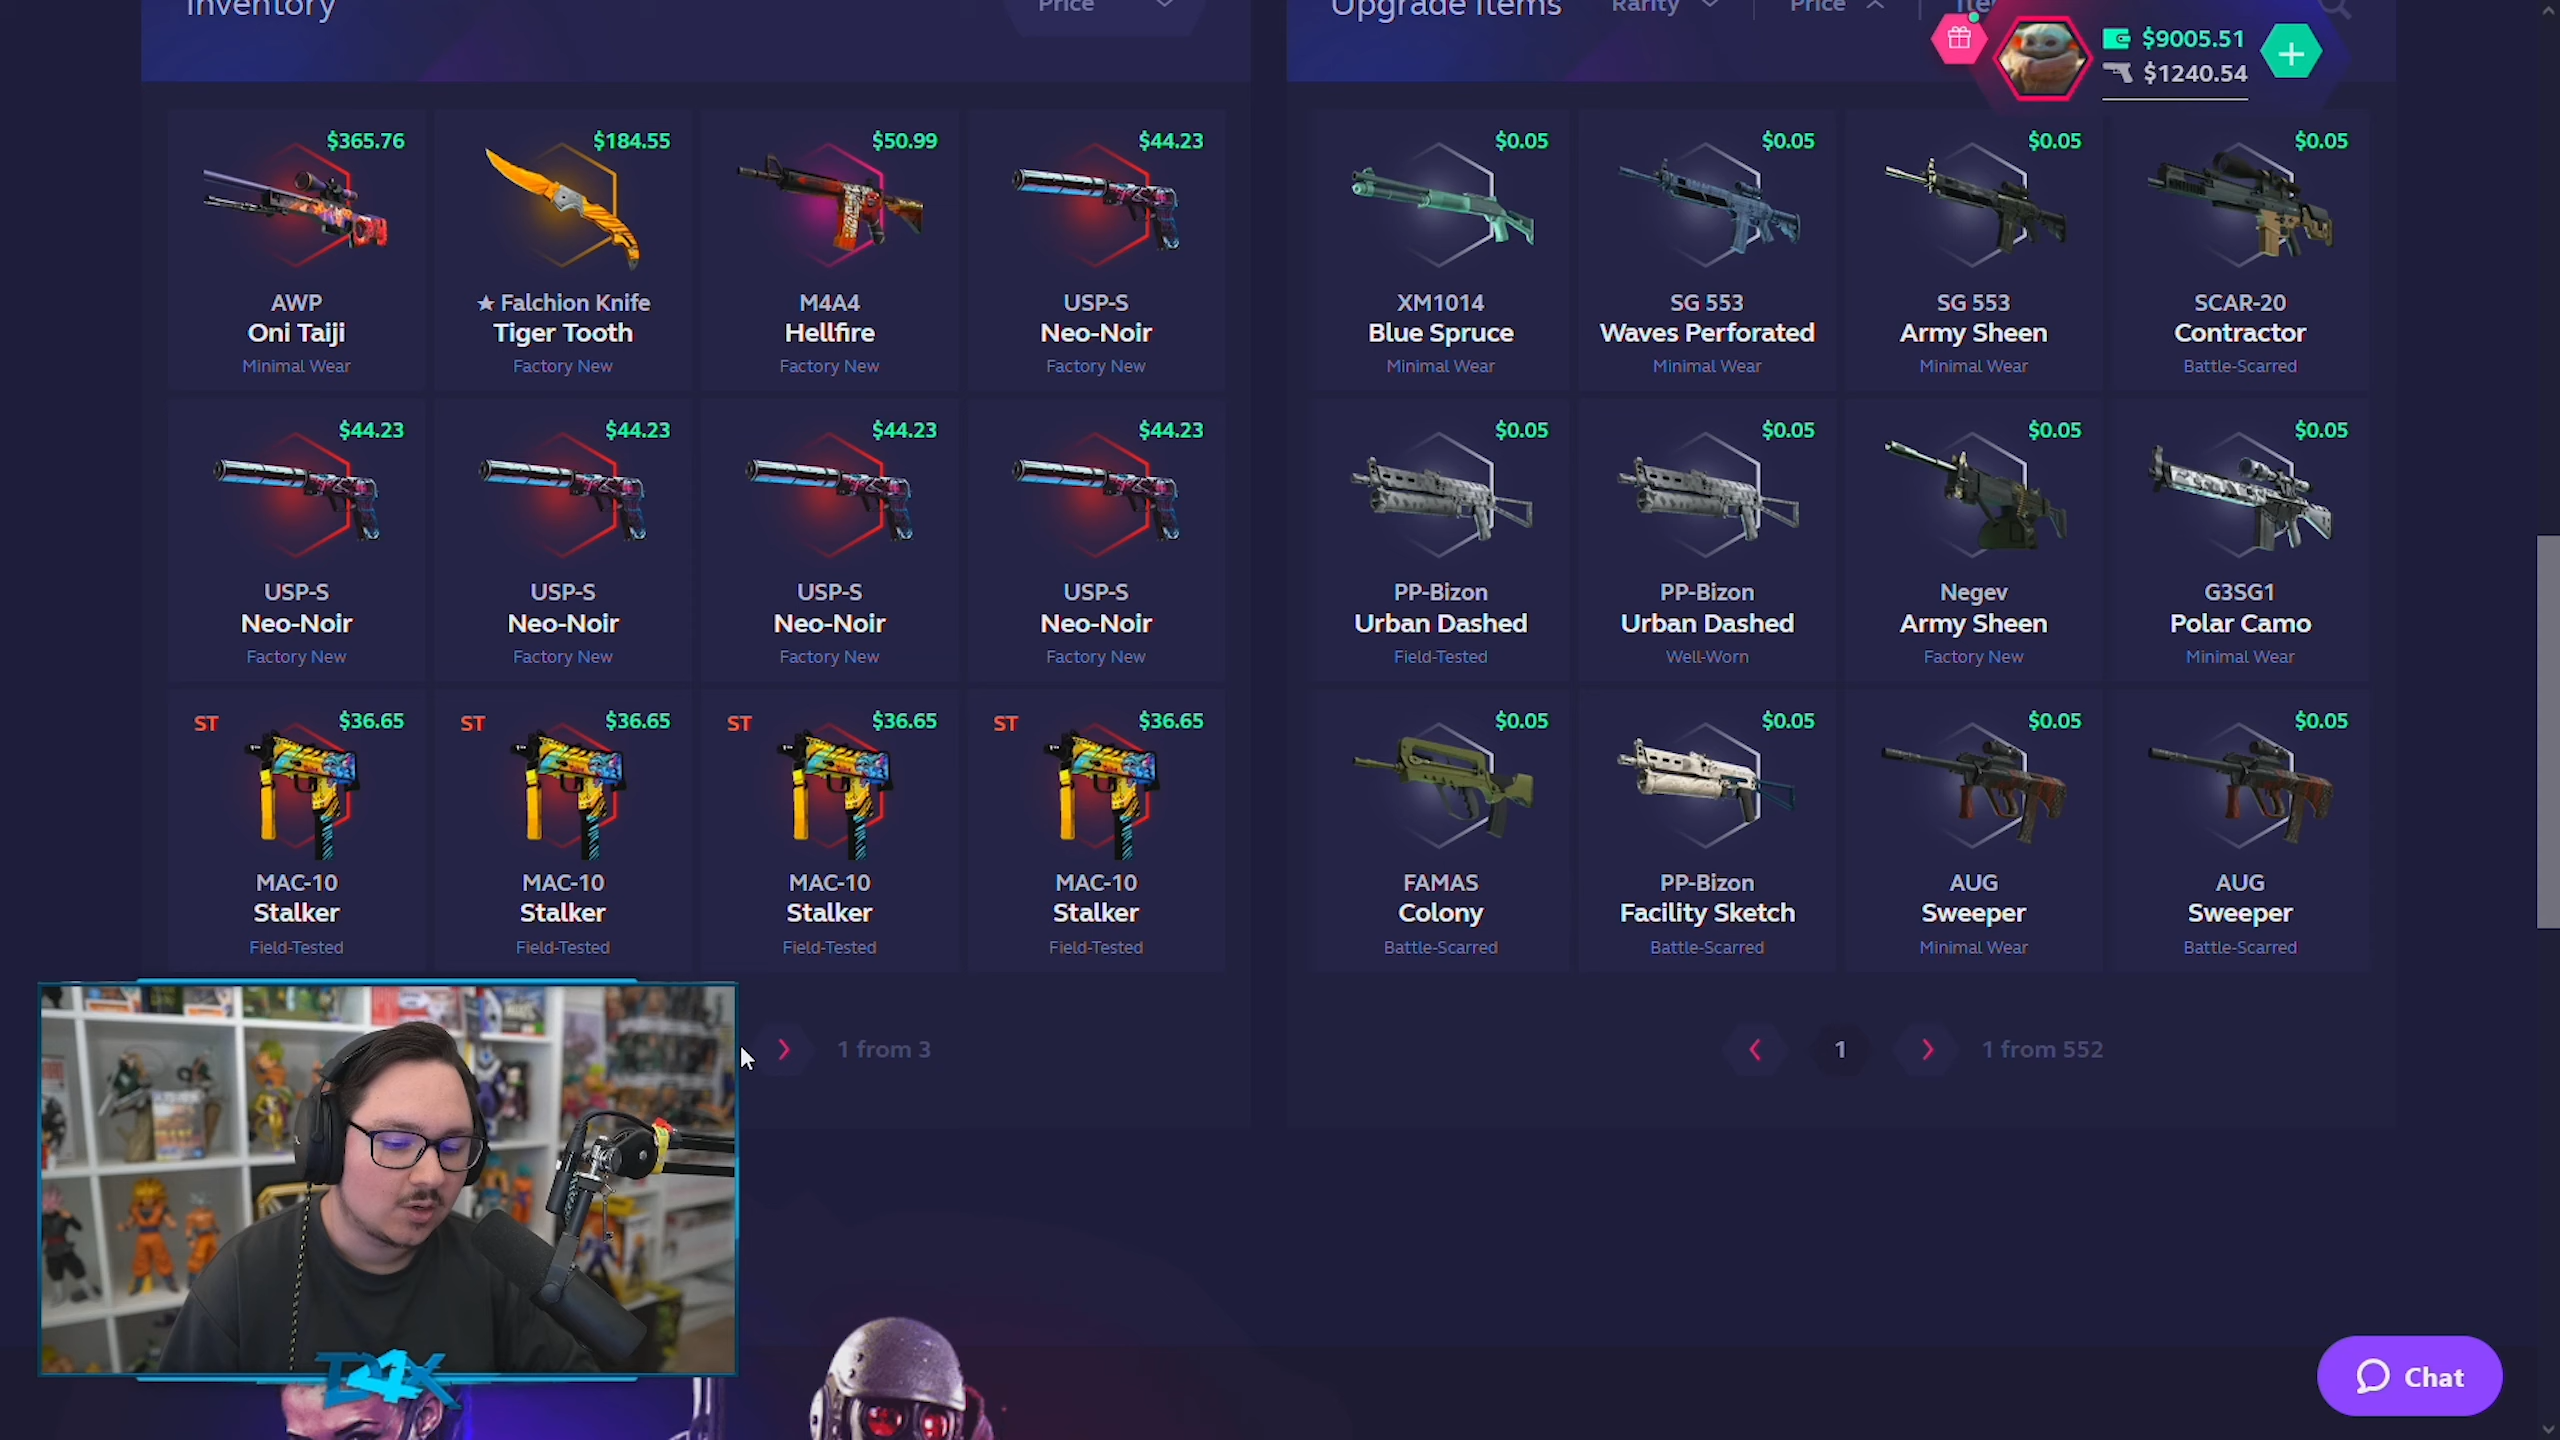 Inventory
Price
Upgrade Items
Rarity
Price
$9005.51
$1240.54
$365.76
AWP
Oni Taiji
Minimal Wear
$184.55
★ Falchion Knife
Tiger Tooth
Factory New
$50.99
M4A4
Hellfire
Factory New
$44.23
USP-S
Neo-Noir
Factory New
$44.23
USP-S
Neo-Noir
Factory New
$44.23
USP-S
Neo-Noir
Factory New
$44.23
USP-S
Neo-Noir
Factory New
$44.23
USP-S
Neo-Noir
Factory New
ST
$36.65
MAC-10
Stalker
Field-Tested
ST
$36.65
MAC-10
Stalker
Field-Tested
ST
$36.65
MAC-10
Stalker
Field-Tested
ST
$36.65
MAC-10
Stalker
Field-Tested
1 from 3
$0.05
XM1014
Blue Spruce
Minimal Wear
$0.05
SG 553
Waves Perforated
Minimal Wear
$0.05
SG 553
Army Sheen
Minimal Wear
$0.05
SCAR-20
Contractor
Battle-Scarred
$0.05
PP-Bizon
Urban Dashed
Field-Tested
$0.05
PP-Bizon
Urban Dashed
Well-Worn
$0.05
Negev
Army Sheen
Factory New
$0.05
G3SG1
Polar Camo
Minimal Wear
$0.05
FAMAS
Colony
Battle-Scarred
$0.05
PP-Bizon
Facility Sketch
Battle-Scarred
$0.05
AUG
Sweeper
Minimal Wear
$0.05
AUG
Sweeper
Battle-Scarred
1
1 from 552
Chat